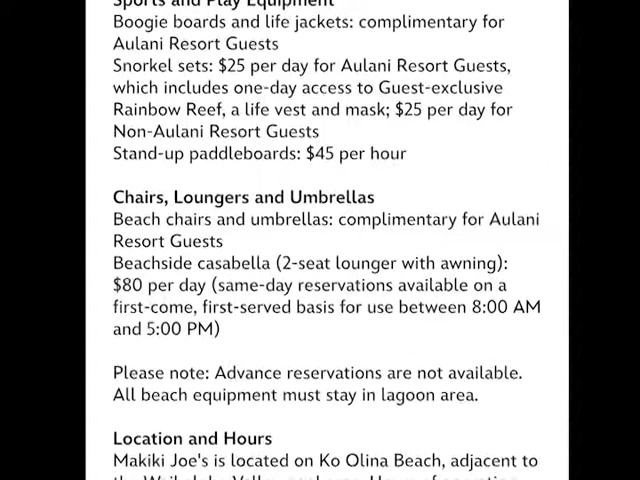 Sports and Play Equipment
Boogie boards and life jackets: complimentary for
Aulani Resort Guests
Snorkel sets: $25 per day for Aulani Resort Guests,
which includes one-day access to Guest-exclusive
Rainbow Reef, a life vest and mask; $25 per day for
Non-Aulani Resort Guests
Stand-up paddleboards: $45 per hour
Chairs, Loungers and Umbrellas
Beach chairs and umbrellas: complimentary for Aulani
Resort Guests
Beachside casabella (2-seat lounger with awning):
$80 per day (same-day reservations available on a
first-come, first-served basis for use between 8:00 AM
and 5:00 PM)
Please note: Advance reservations are not available.
All beach equipment must stay in lagoon area.
Location and Hours
Makiki Joe's is located on Ko Olina Beach, adjacent to